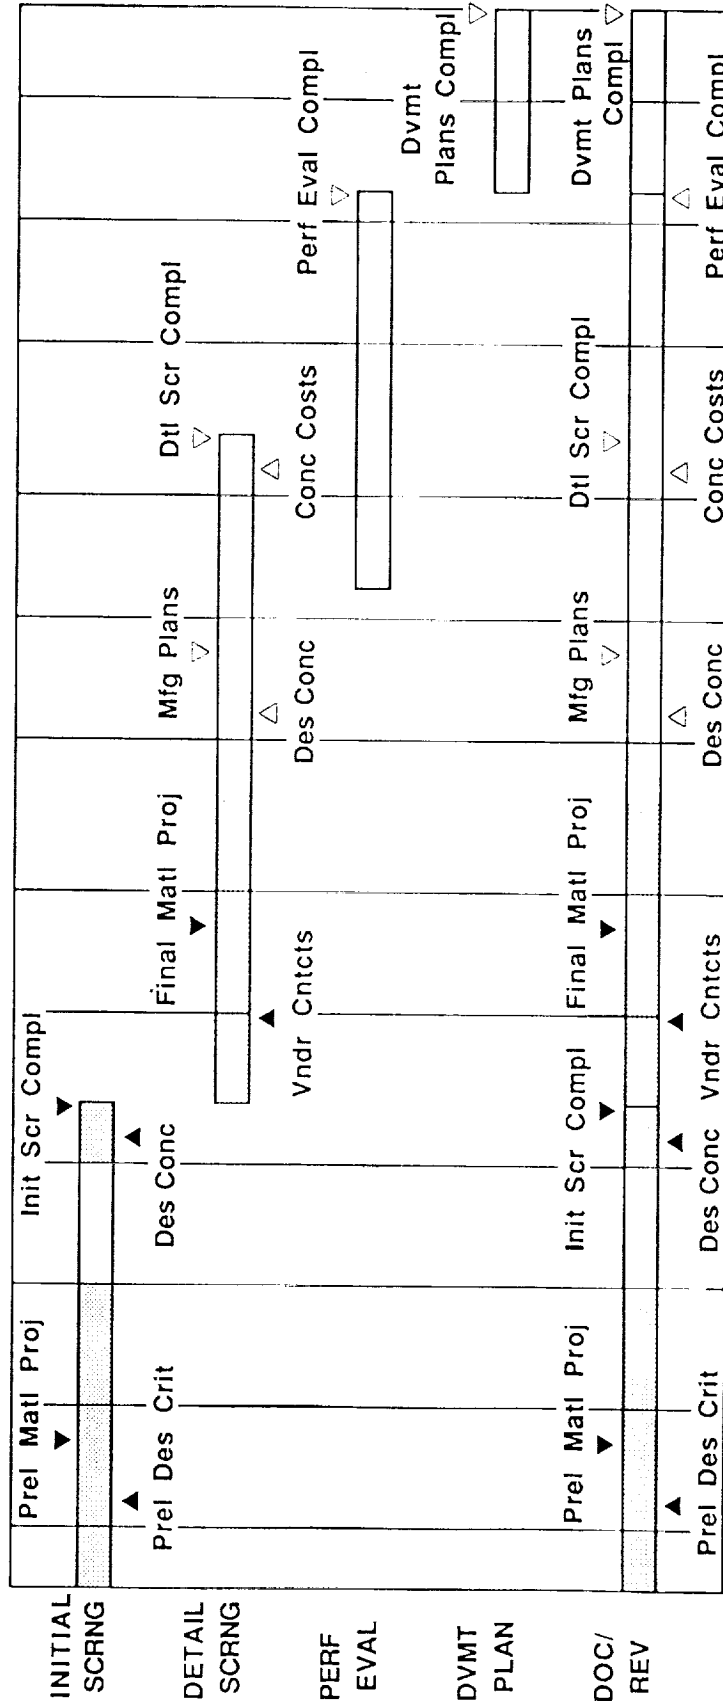 INITIAL
SCRNG
Prel Matl Proj
Init Scr Compl
Prel Des Crit
Des Conc
DETAIL
SCRNG
Final Matl Proj
Mfg Plans
Dtl Scr Compl
Vndr Cntcts
Des Conc
Conc Costs
PERF
EVAL
Perf Eval Compl
DVMT
PLAN
Dvmt
Plans Compl
DOC/
REV
Prel Matl Proj
Init Scr Compl
Final Matl Proj
Mfg Plans
Dtl Scr Compl
Dvmt Plans
Compl
Prel Des Crit
Des Conc
Vndr Cntcts
Des Conc
Conc Costs
Perf Eval Compl